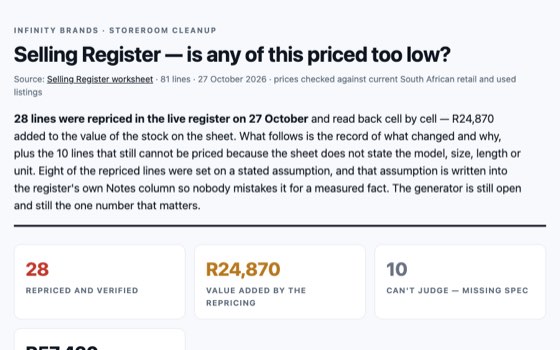 INFINITY BRANDS · STOREROOM CLEANUP
Selling Register — is any of this priced too low?
Source: Selling Register worksheet · 81 lines · 27 October 2026 · prices checked against current South African retail and used
listings
28 lines were repriced in the live register on 27 October and read back cell by cell — R24,870
added to the value of the stock on the sheet. What follows is the record of what changed and why,
plus the 10 lines that still cannot be priced because the sheet does not state the model, size, length or
unit. Eight of the repriced lines were set on a stated assumption, and that assumption is written into
the register's own Notes column so nobody mistakes it for a measured fact. The generator is still open
and still the one number that matters.
28
REPRICED AND VERIFIED
R24,870
VALUE ADDED BY THE
REPRICING
10
CAN'T JUDGE — MISSING SPEC